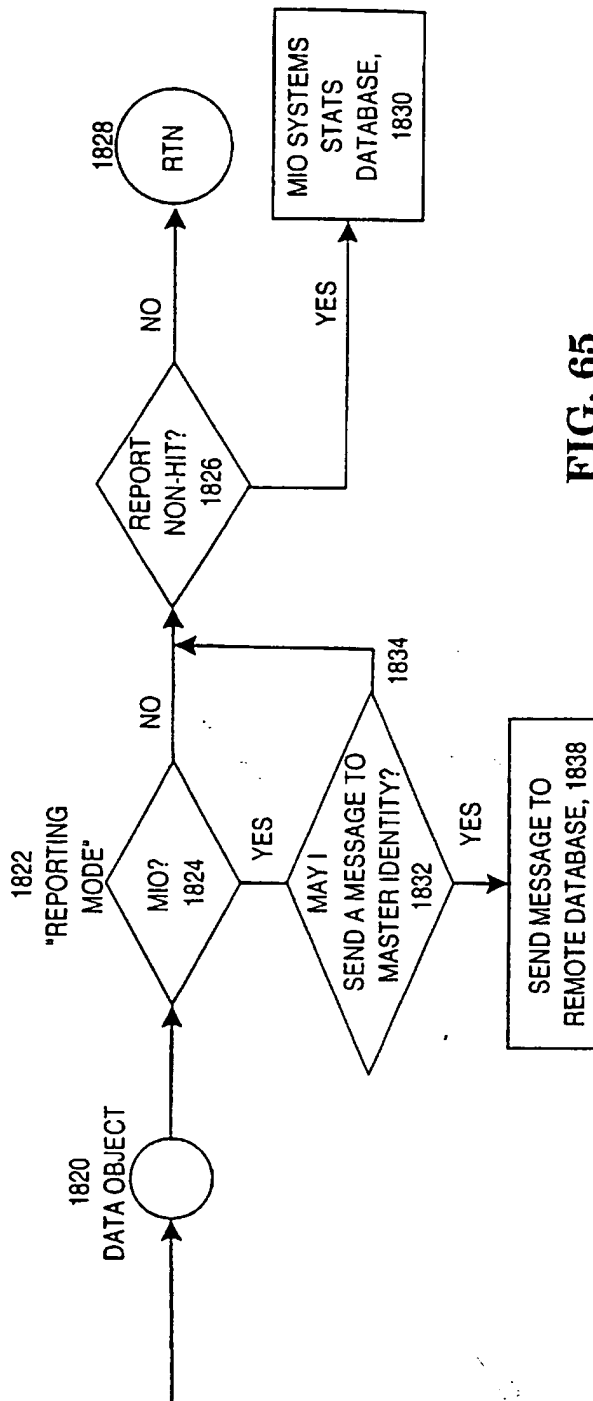 1820
DATA OBJECT
1822
"REPORTING
MODE"
MIO?
1824
NO
YES
MAY I
SEND A MESSAGE TO
MASTER IDENTITY?
1832
1834
YES
SEND MESSAGE TO
REMOTE DATABASE, 1838
REPORT
NON-HIT?
1826
NO
1828
RTN
YES
MIO SYSTEMS
STATS
DATABASE,
1830
FIG. 65